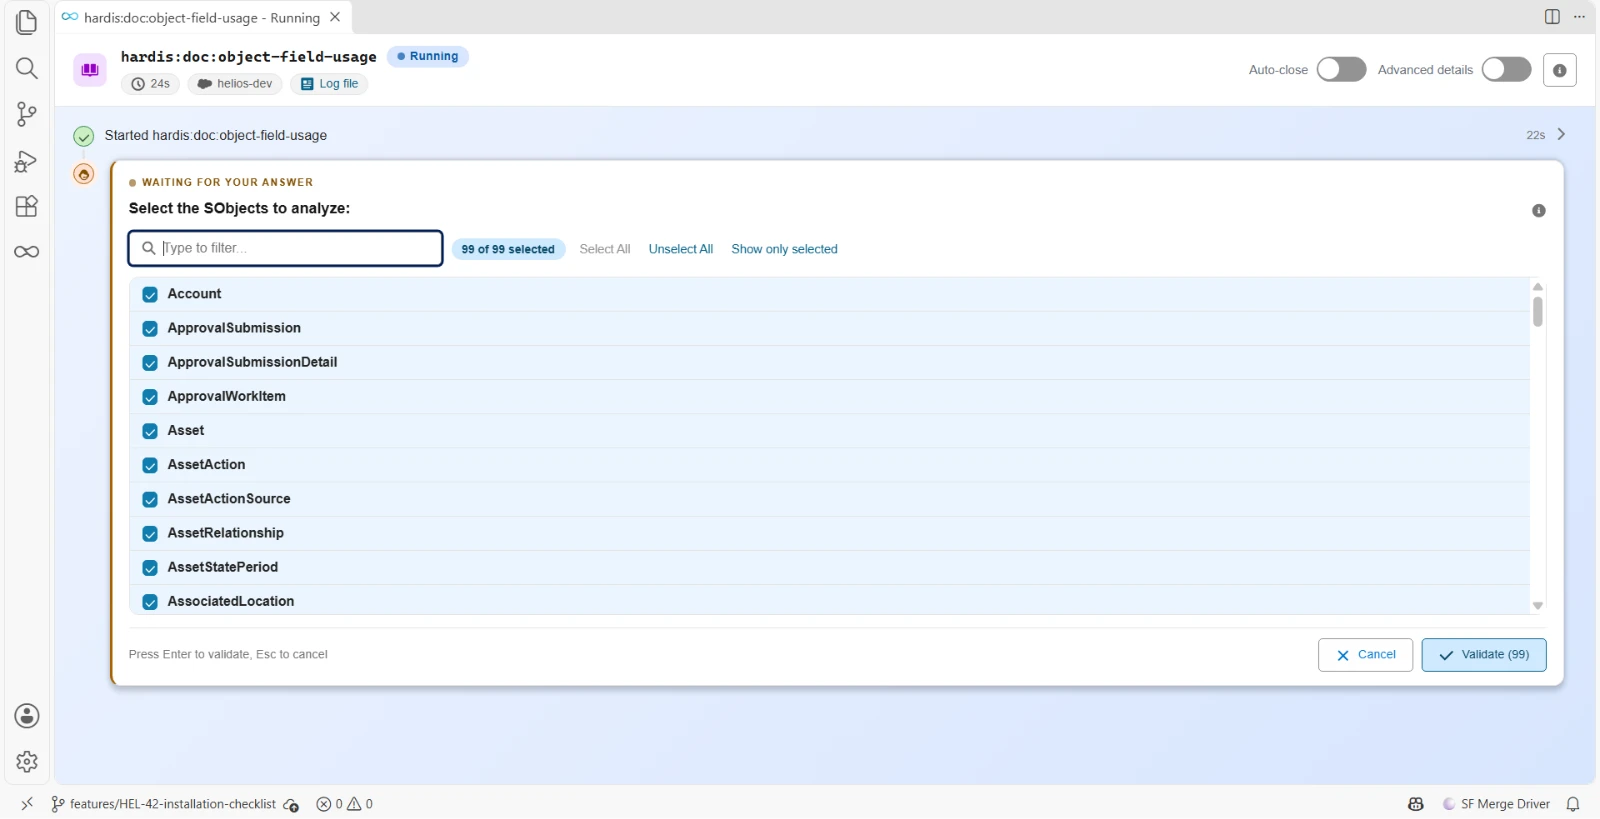 hardis:doc:object-field-usage - Running
hardis:doc:object-field-usage
Running
24s
helios-dev
Log file
Auto-close
Advanced details
Started hardis:doc:object-field-usage
22s
WAITING FOR YOUR ANSWER
Select the SObjects to analyze:
Type to filter...
99 of 99 selected
Select All
Unselect All
Show only selected
Account
ApprovalSubmission
ApprovalSubmissionDetail
ApprovalWorkItem
Asset
AssetAction
AssetActionSource
AssetRelationship
AssetStatePeriod
AssociatedLocation
Press Enter to validate, Esc to cancel
Cancel
Validate (99)
features/HEL-42-installation-checklist
0
0
SF Merge Driver